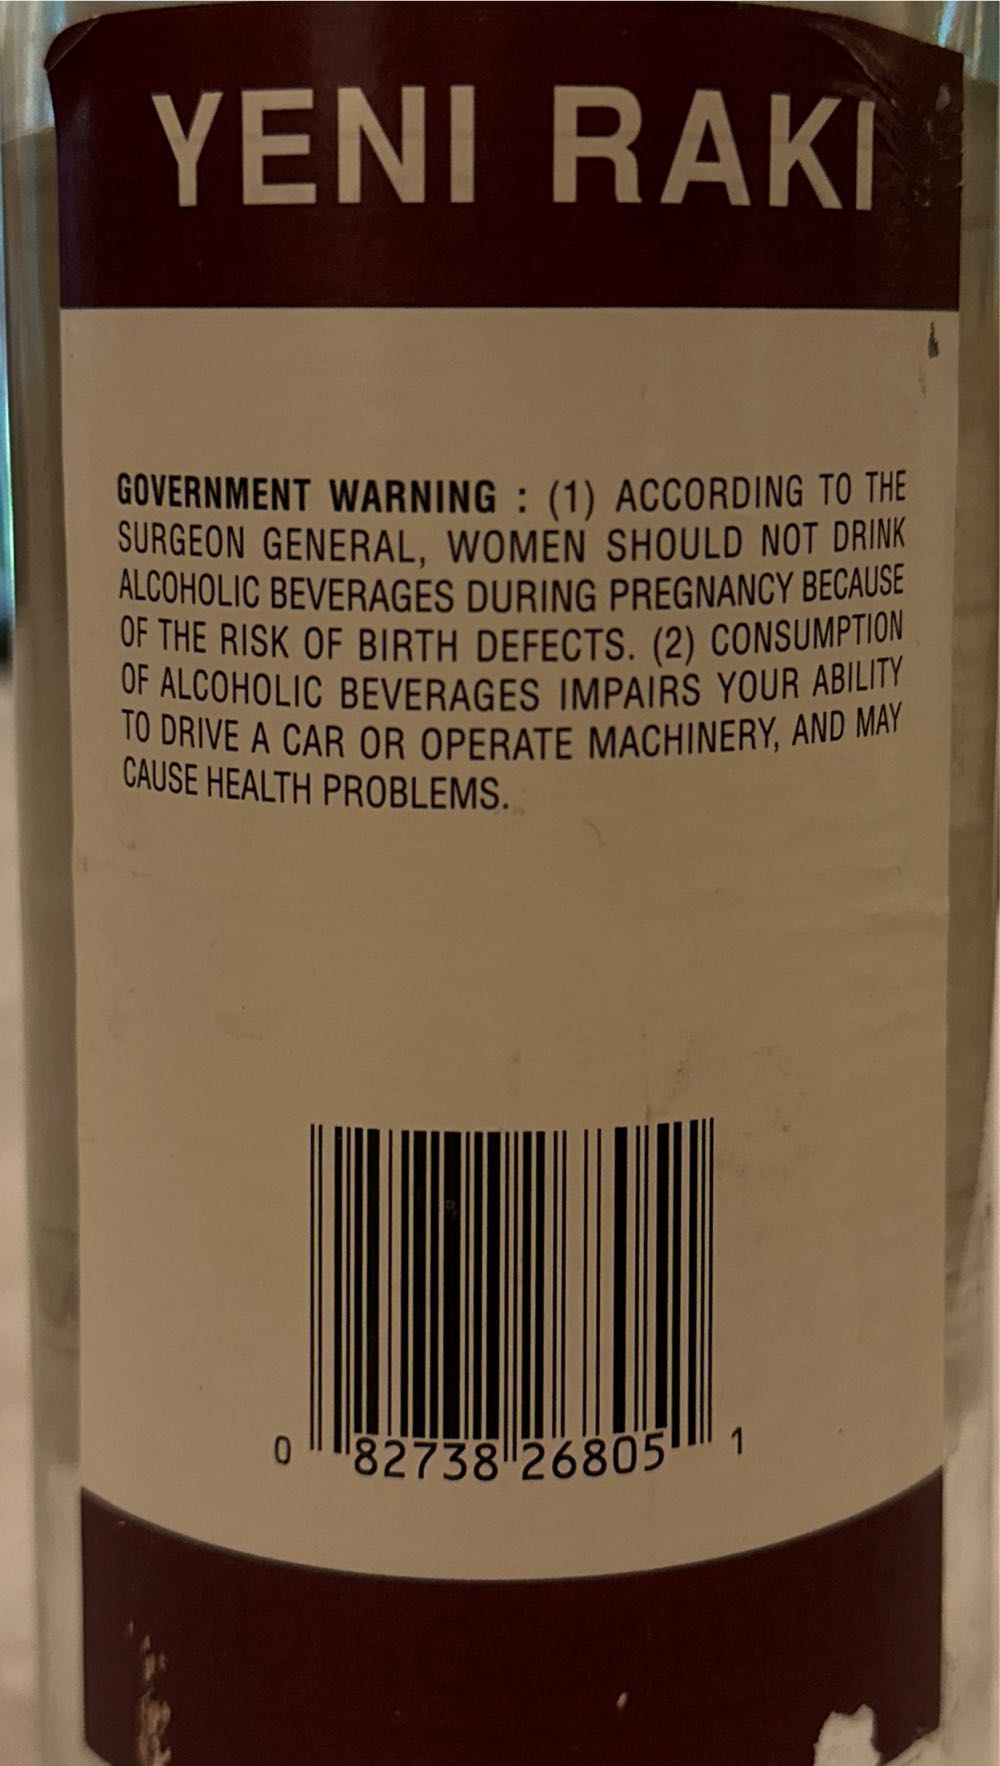 YENI RAKI
GOVERNMENT WARNING : (1) ACCORDING TO THE
SURGEON GENERAL, WOMEN SHOULD NOT DRINK
ALCOHOLIC BEVERAGES DURING PREGNANCY BECAUSE
OF THE RISK OF BIRTH DEFECTS. (2) CONSUMPTION
OF ALCOHOLIC BEVERAGES IMPAIRS YOUR ABILITY
TO DRIVE A CAR OR OPERATE MACHINERY, AND MAY
CAUSE HEALTH PROBLEMS.
0 82738 26805 1